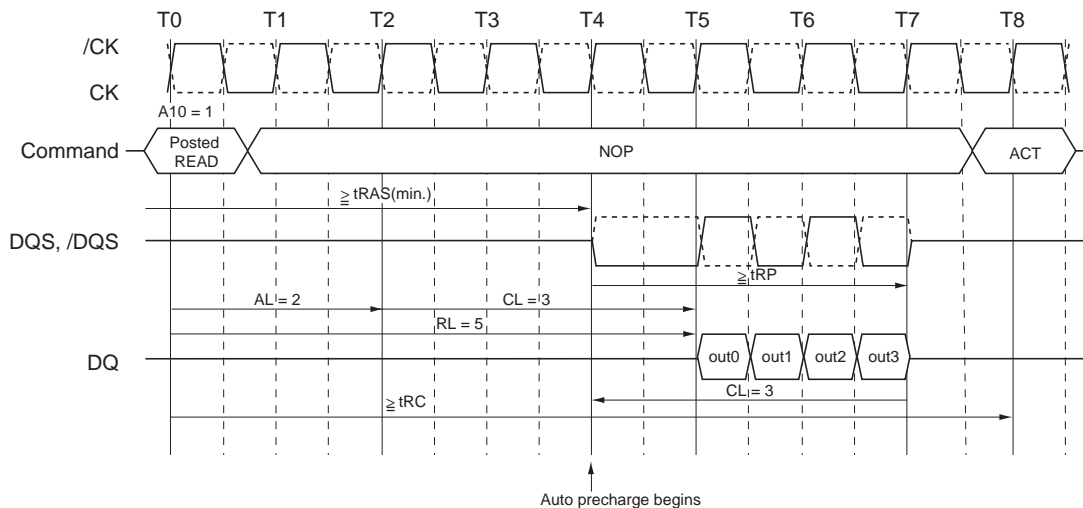 T0 T1 T2 T3 T4 T5 T6 T7 T8
/CK
CK
A10 = 1
Command
Posted
READ
NOP
ACT
≧ tRAS(min.)
DQS, /DQS
≧ tRP
AL = 2
CL = 3
RL = 5
DQ
out0 out1 out2 out3
CL = 3
≧ tRC
Auto precharge begins